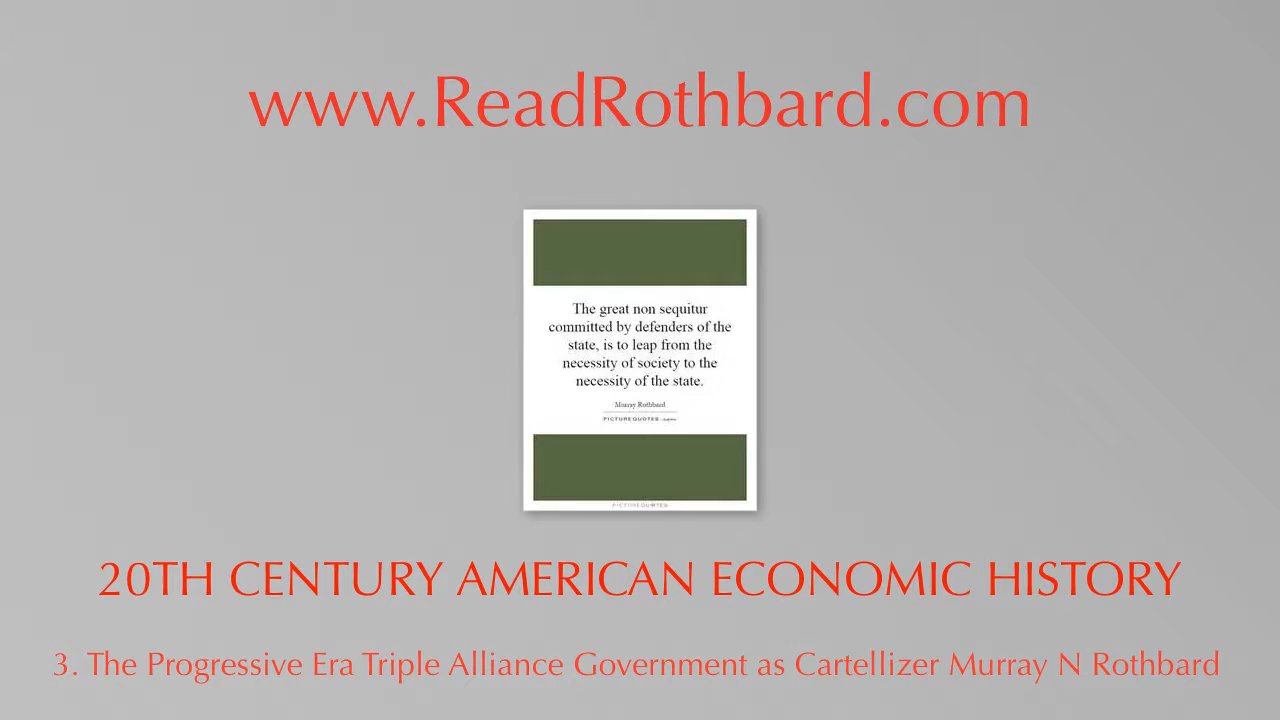 www.ReadRothbard.com
The great non sequitur
committed by defenders of the
state, is to leap from the
necessity of society to the
necessity of the state.
Murray Rothbard
PICTUREQUOTES
PICTUREQUOTES
20TH CENTURY AMERICAN ECONOMIC HISTORY
3. The Progressive Era Triple Alliance Government as Cartellizer Murray N Rothbard